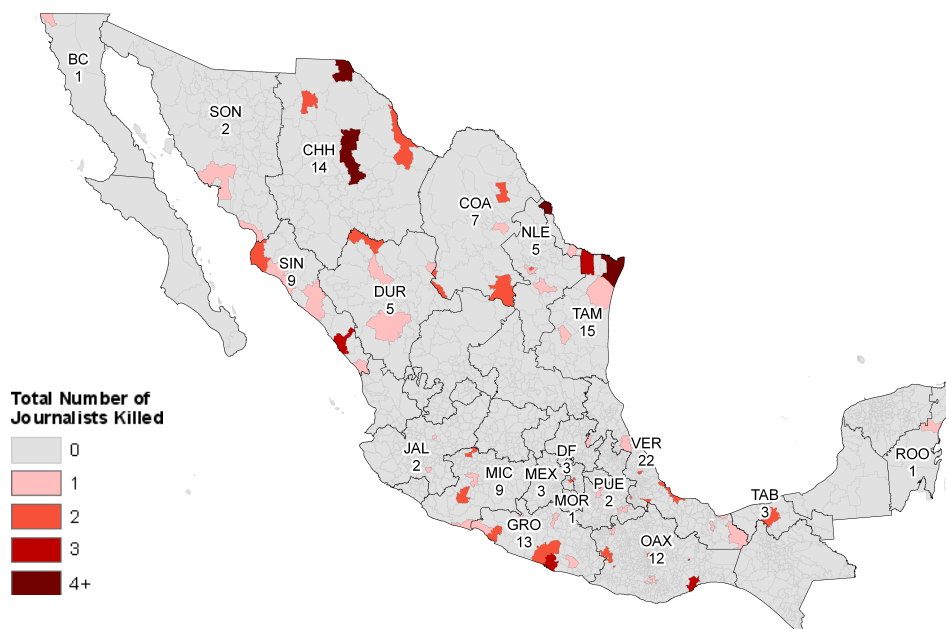 BC
1
SON
2
CHH
14
COA
7
NLE
5
SIN
9
DUR
5
TAM
15
Total Number of
Journalists Killed
0
1
2
3
4+
JAL
2
MIC
9
MEX
3
DF
3
MOR
1
PUE
2
VER
22
GRO
13
OAX
12
TAB
3
ROO
1